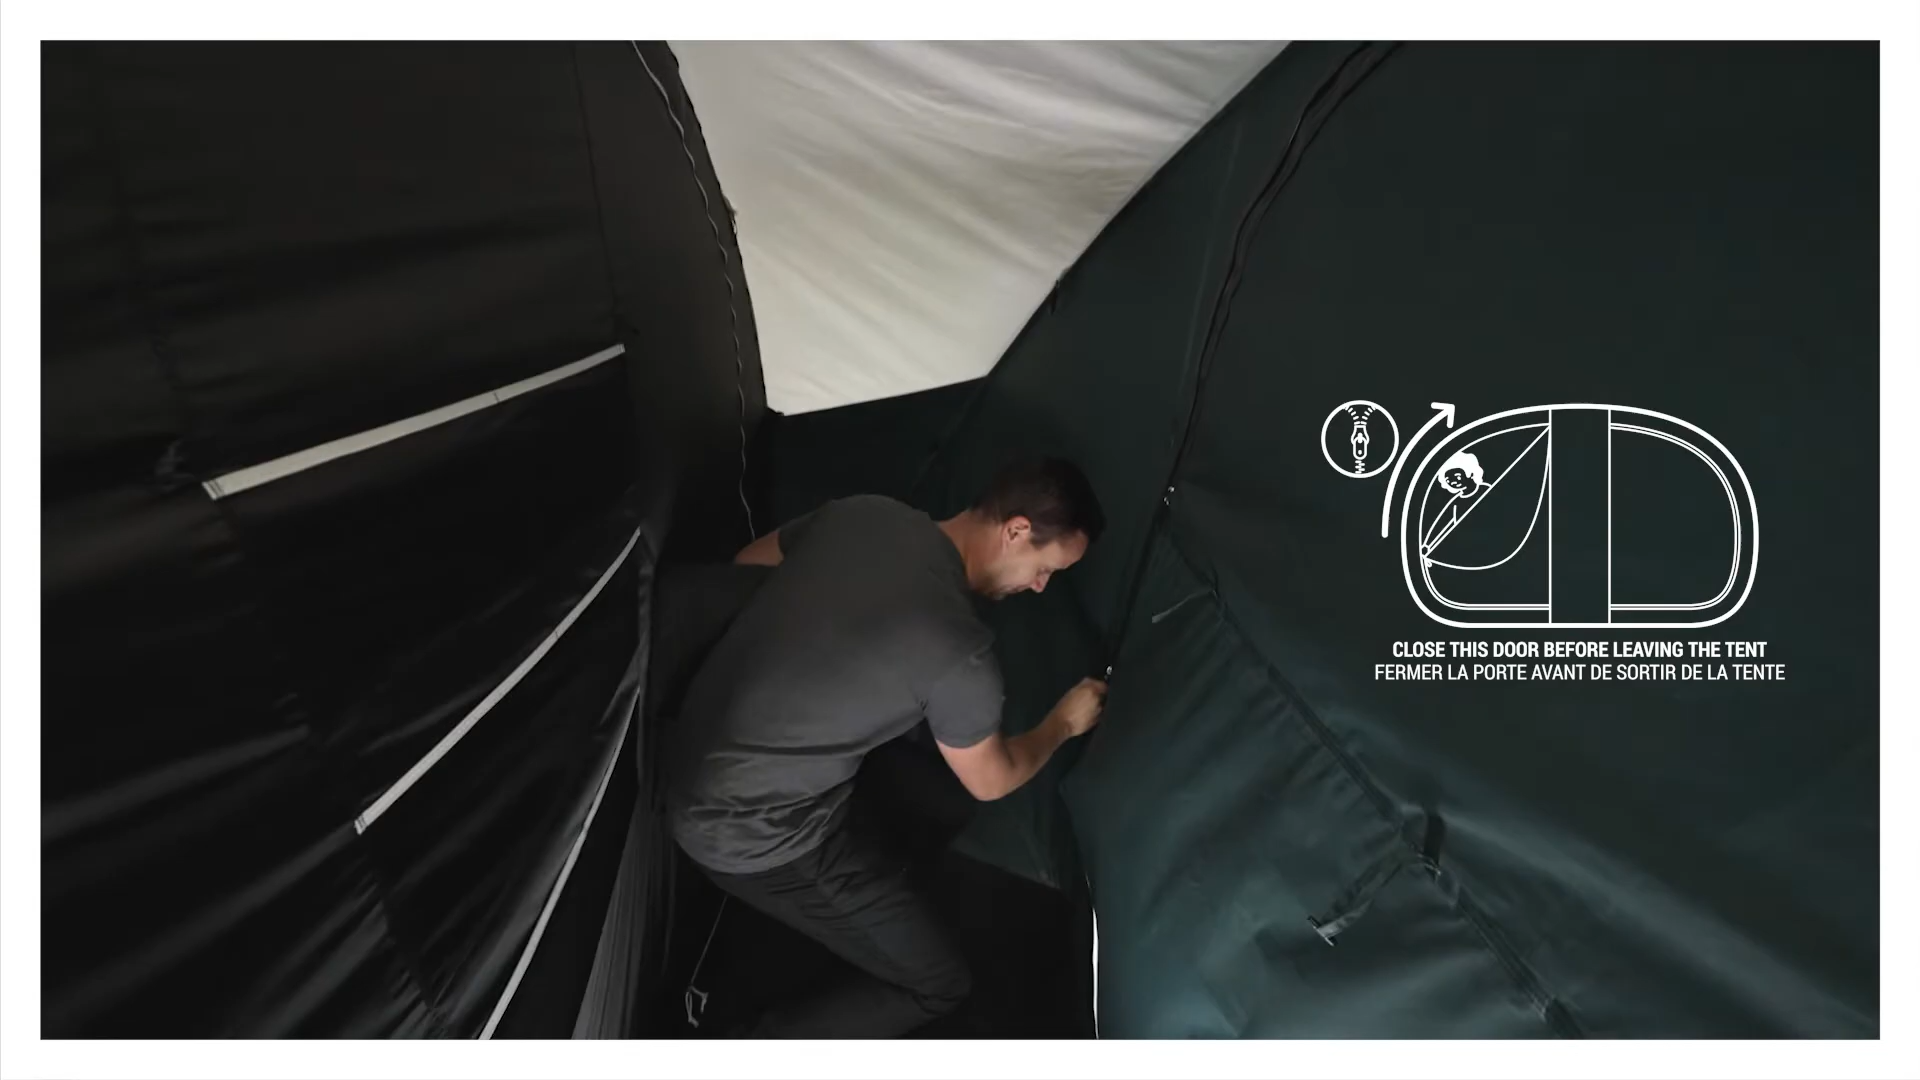 CLOSE THIS DOOR BEFORE LEAVING THE TENT
FERMER LA PORTE AVANT DE SORTIR DE LA TENTE